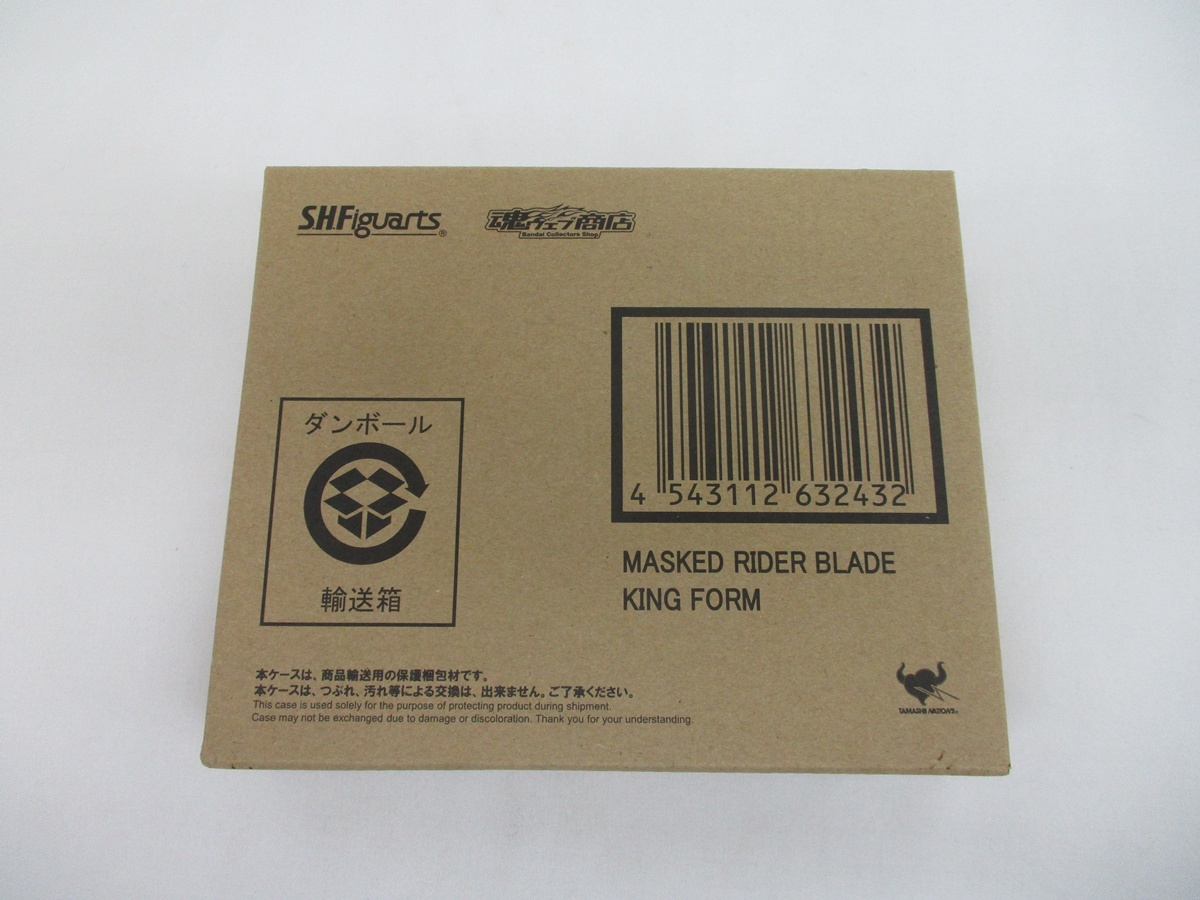 S.H.Figuarts®
魂ウェブ商店
Bandai Collectors Shop
4 543112 632432
ダンボール
輸送箱
MASKED RIDER BLADE
KING FORM
本ケースは、商品輸送用の保護梱包材です。
本ケースは、つぶれ、汚れ等による交換は、出来ません。ご了承ください。
This case is used solely for the purpose of protecting product during shipment.
Case may not be exchanged due to damage or discoloration. Thank you for your understanding.
TAMASHII NATIONS